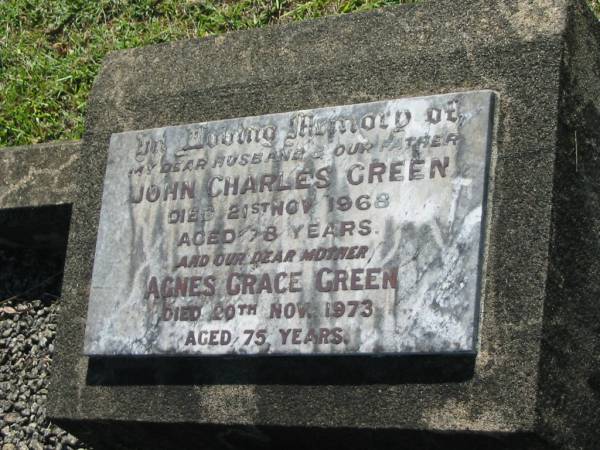 In Loving Memory of,
MY DEAR HUSBAND & OUR FATHER
JOHN CHARLES GREEN
DIED 21ST NOV. 1968
AGED 78 YEARS.
AND OUR DEAR MOTHER,
AGNES GRACE GREEN
DIED 20TH NOV. 1973
AGED 75 YEARS.